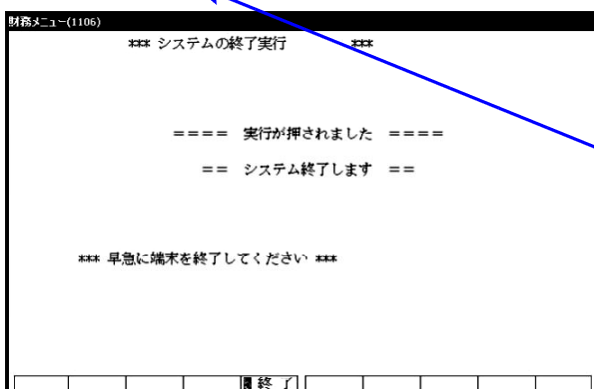 財務メニュー(1106)
*** システムの終了実行 ***
==== 実行が押されました ====
== システム終了します ==
*** 早急に端末を終了してください ***
終了